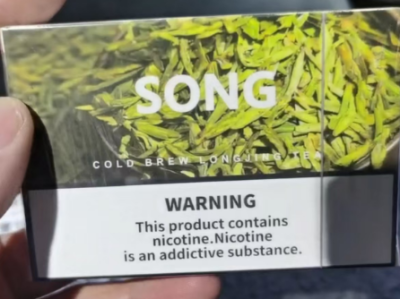 SONG
COLD BREW LONGJING TEA
WARNING
This product contains
nicotine.Nicotine
is an addictive substance.